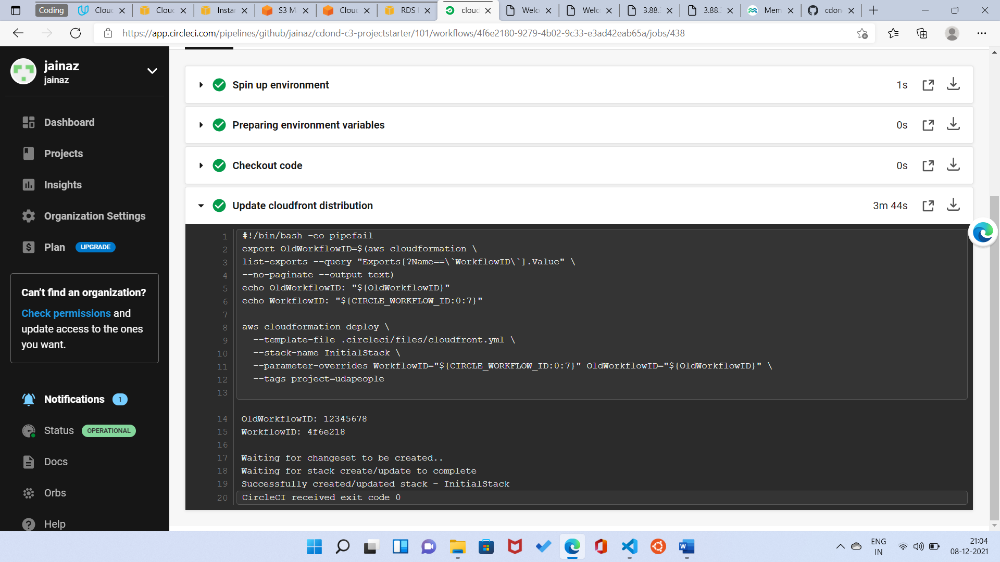 Coding
Clouc
Clouc
Instar
S3 M
Clouc
RDS
clouc
Welc
Welc
3.88.
3.88.
Mem
cdon
https://app.circleci.com/pipelines/github/jainaz/cdond-c3-projectstarter/101/workflows/4f6e2180-9279-4b02-9c33-e3ad42eab65a/jobs/438
jainaz
jainaz
Dashboard
Projects
Insights
Organization Settings
Plan UPGRADE
Can't find an organization?
Check permissions and
update access to the ones
you want.
Notifications 1
Status OPERATIONAL
Docs
Orbs
Help
Spin up environment 1s
Preparing environment variables 0s
Checkout code 0s
Update cloudfront distribution 3m 44s
1 #!/bin/bash -eo pipefail
2 export OldWorkflowID=$(aws cloudformation \
3 list-exports --query "Exports[?Name==\`WorkflowID\`].Value" \
4 --no-paginate --output text)
5 echo OldWorkflowID: "${OldWorkflowID}"
6 echo WorkflowID: "${CIRCLE_WORKFLOW_ID:0:7}"
7
8 aws cloudformation deploy \
9 --template-file .circleci/files/cloudfront.yml \
10 --stack-name InitialStack \
11 --parameter-overrides WorkflowID="${CIRCLE_WORKFLOW_ID:0:7}" OldWorkflowID="${OldWorkflowID}" \
12 --tags project=udapeople
13
14 OldWorkflowID: 12345678
15 WorkflowID: 4f6e218
16
17 Waiting for changeset to be created..
18 Waiting for stack create/update to complete
19 Successfully created/updated stack - InitialStack
20 CircleCI received exit code 0
ENG
IN
21:04
08-12-2021